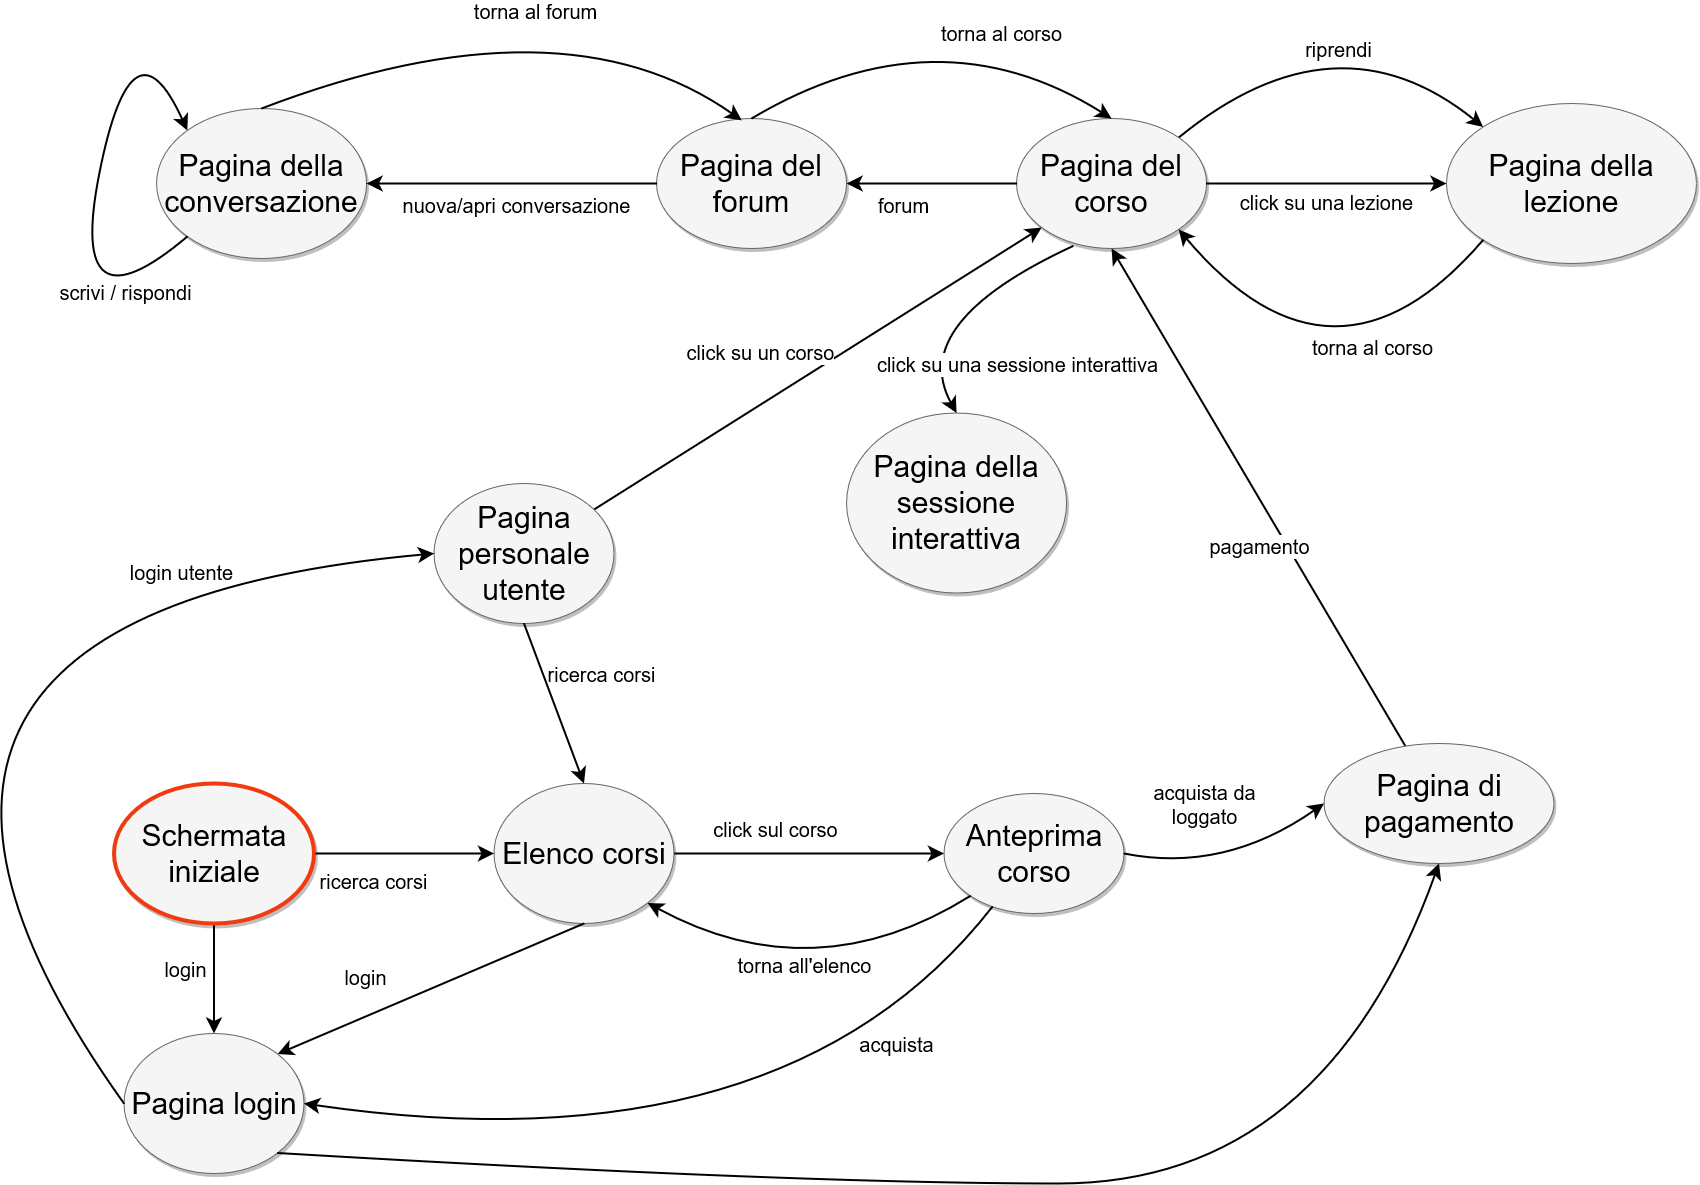 torna al forum
torna al corso
riprendi
Pagina della
conversazione
Pagina del
forum
Pagina del
corso
Pagina della
lezione
nuova/apri conversazione
forum
click su una lezione
scrivi / rispondi
torna al corso
click su un corso
click su una sessione interattiva
Pagina della
sessione
interattiva
Pagina
personale
utente
login utente
pagamento
ricerca corsi
Schermata
iniziale
ricerca corsi
Elenco corsi
click sul corso
Anteprima
corso
acquista da
loggato
Pagina di
pagamento
login
login
torna all'elenco
acquista
Pagina login